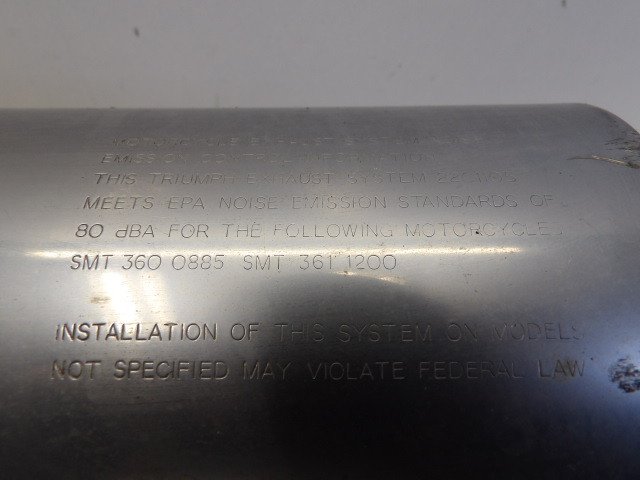 MOTORCYCLE EXHAUST SYSTEM NOISE
EMISSION CONTROL INFORMATION
THIS TRIUMPH EXHAUST SYSTEM
MEETS EPA NOISE EMISSION STANDARDS OF
80 dBA FOR THE FOLLOWING MOTORCYCLES
SMT 360 0885 SMT 361 1200
INSTALLATION OF THIS SYSTEM ON MODELS
NOT SPECIFIED MAY VIOLATE FEDERAL LAW